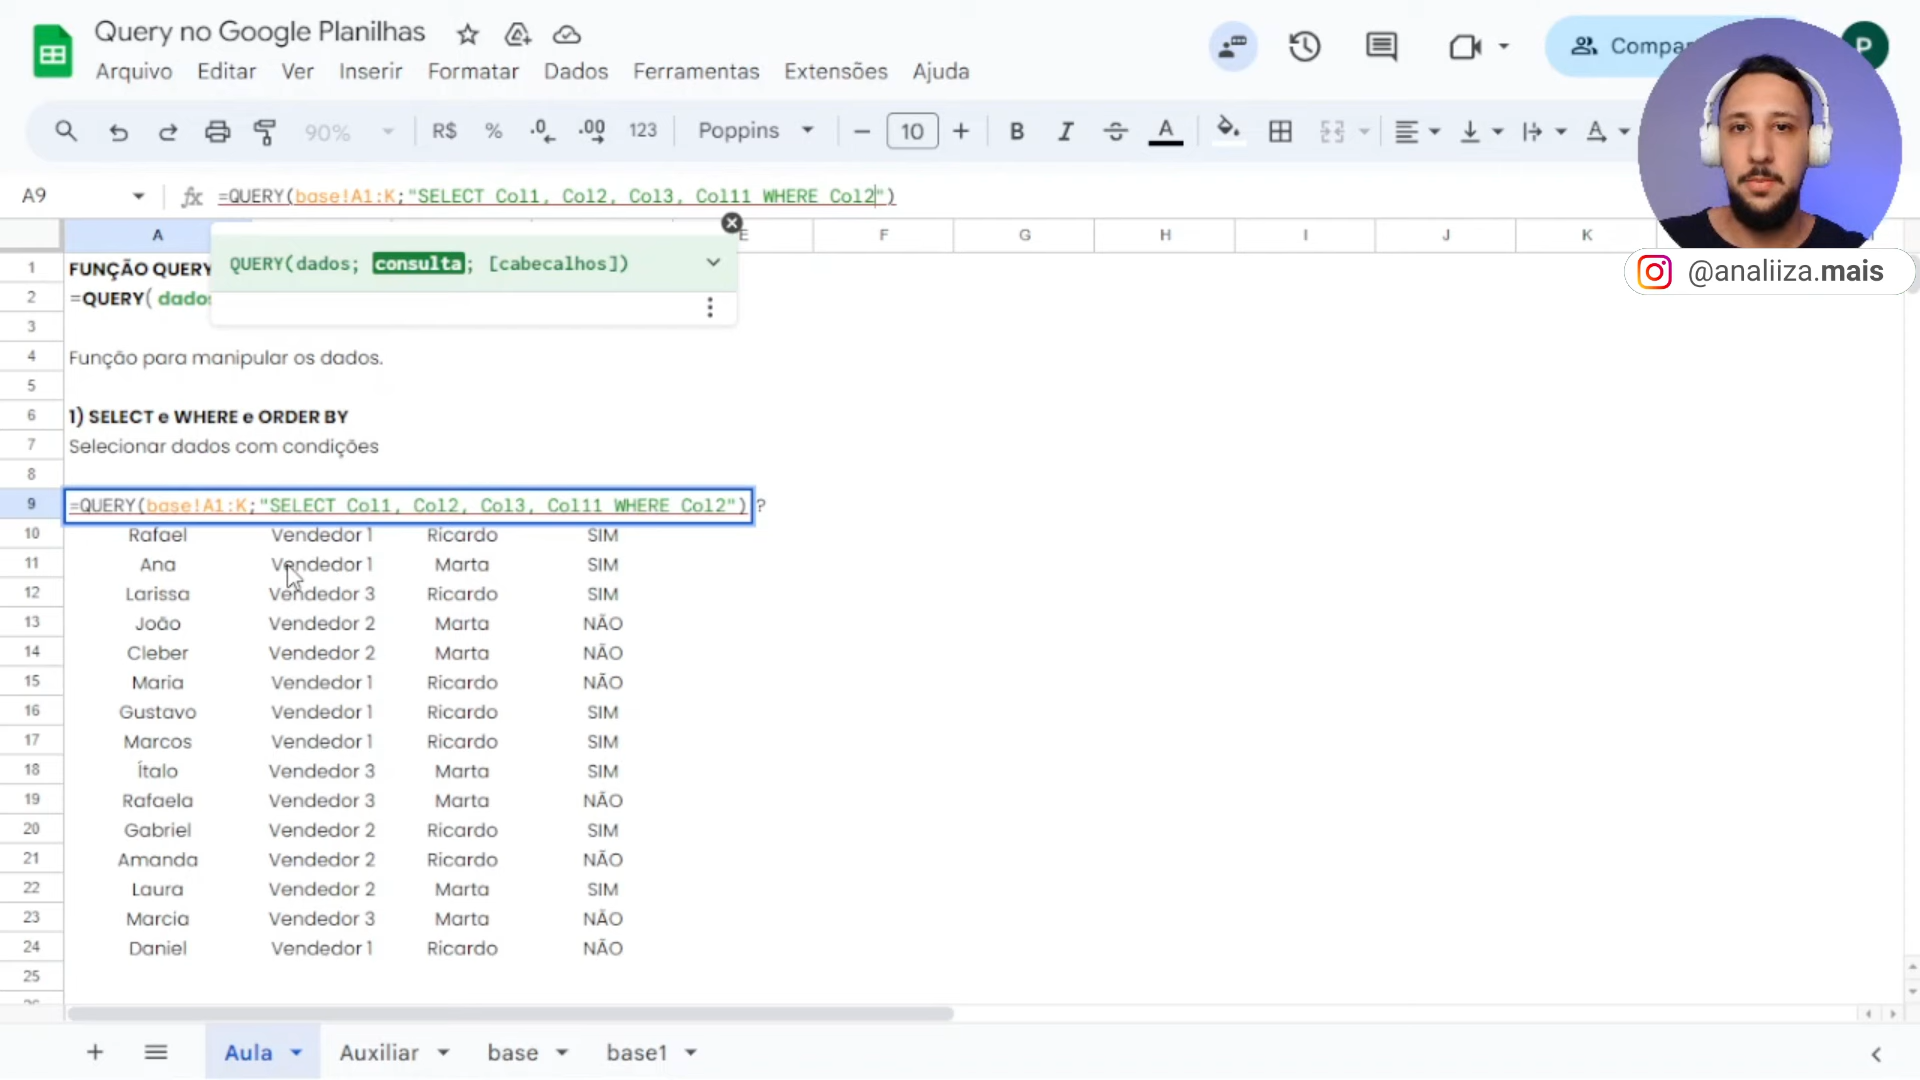 Query no Google Planilhas
Arquivo Editar Ver Inserir Formatar Dados Ferramentas Extensões Ajuda
P
90% R$ % .0 .00 123 Poppins 10 B I A A
A9 fx =QUERY(base!A1:K;"SELECT Col1, Col2, Col3, Col11 WHERE Col2")
@analiiza.mais
A E F G H I J K
QUERY(dados; consulta; [cabecalhos])
1 FUNÇÃO QUERY
2 =QUERY( dados
3
4 Função para manipular os dados.
5
6 1) SELECT e WHERE e ORDER BY
7 Selecionar dados com condições
8
9 =QUERY(base!A1:K;"SELECT Col1, Col2, Col3, Col11 WHERE Col2") ?
10 Rafael Vendedor 1 Ricardo SIM
11 Ana Vendedor 1 Marta SIM
12 Larissa Vendedor 3 Ricardo SIM
13 João Vendedor 2 Marta NÃO
14 Cleber Vendedor 2 Marta NÃO
15 Maria Vendedor 1 Ricardo NÃO
16 Gustavo Vendedor 1 Ricardo SIM
17 Marcos Vendedor 1 Ricardo SIM
18 Ítalo Vendedor 3 Marta SIM
19 Rafaela Vendedor 3 Marta NÃO
20 Gabriel Vendedor 2 Ricardo SIM
21 Amanda Vendedor 2 Ricardo NÃO
22 Laura Vendedor 2 Marta SIM
23 Marcia Vendedor 3 Marta NÃO
24 Daniel Vendedor 1 Ricardo NÃO
25
Aula Auxiliar base base1